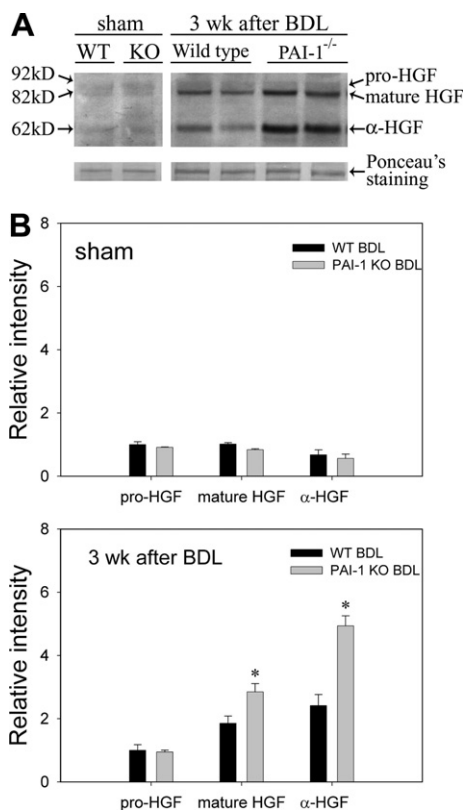 A
sham
3 wk after BDL
WT KO
Wild type PAI-1-/-
92kD
82kD
62kD
pro-HGF
mature HGF
α-HGF
Ponceau's
staining
B
sham
WT BDL
PAI-1 KO BDL
Relative intensity
8
6
4
2
0
pro-HGF mature HGF α-HGF
3 wk after BDL
WT BDL
PAI-1 KO BDL
Relative intensity
8
6
4
2
0
*
*
pro-HGF mature HGF α-HGF